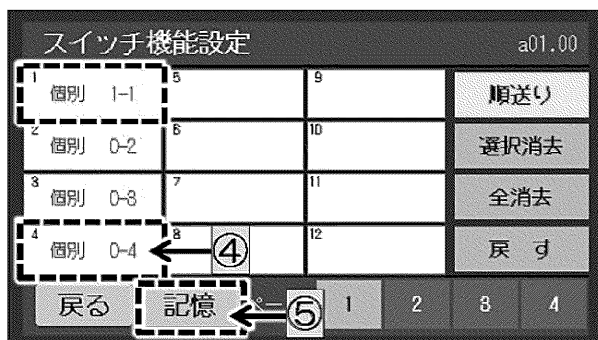 スイッチ機能設定 a01.00
1 個別 1-1 5 9 順送り
2 個別 0-2 6 10 選択消去
3 個別 0-3 7 11 全消去
4 個別 0-4 8 ④ 12 戻す
戻る 記憶 ペー ⑤ 1 2 3 4